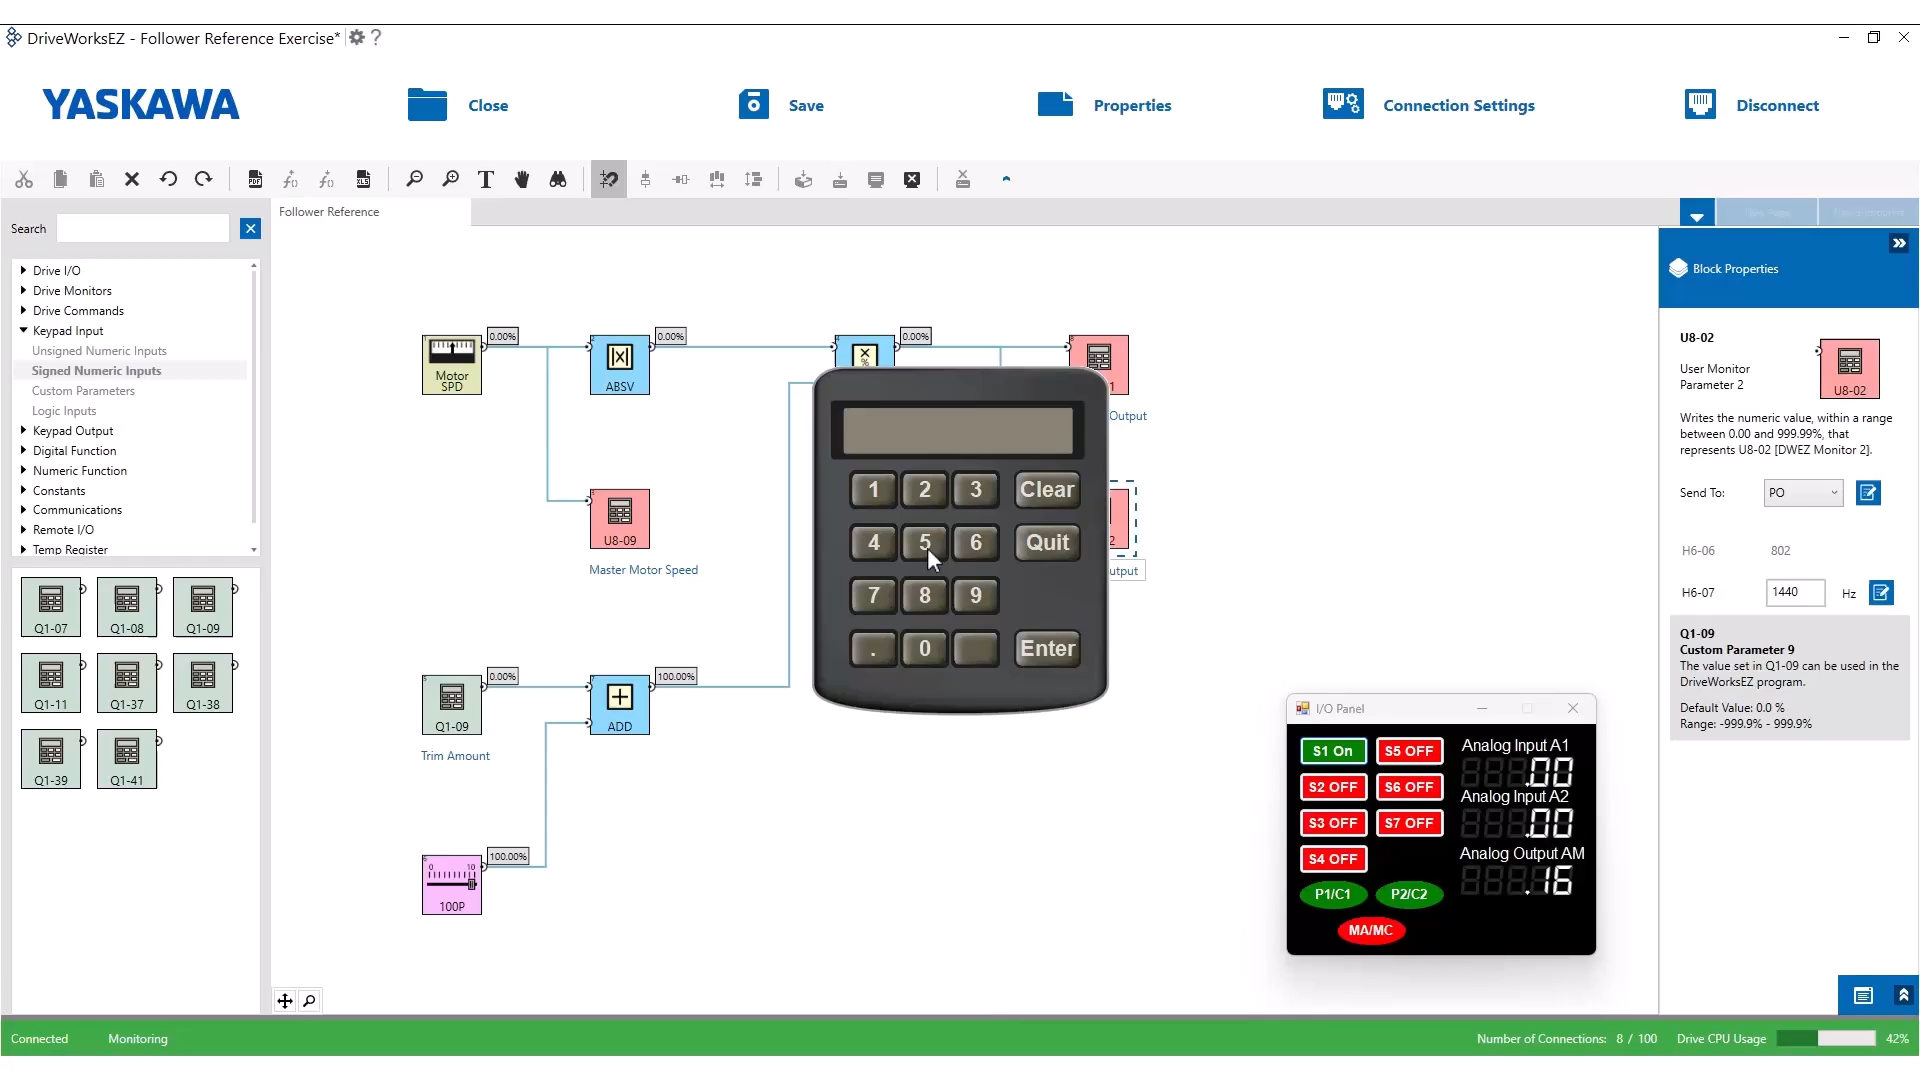 DriveWorksEZ - Follower Reference Exercise*
?
YASKAWA
Close
Save
Properties
Connection Settings
Disconnect
PDF
XLS
Search
Follower Reference
Drive I/O
Drive Monitors
Drive Commands
Keypad Input
Unsigned Numeric Inputs
Signed Numeric Inputs
Custom Parameters
Logic Inputs
Keypad Output
Digital Function
Numeric Function
Constants
Communications
Remote I/O
Temp Register
Q1-07
Q1-08
Q1-09
Q1-11
Q1-37
Q1-38
Q1-39
Q1-41
0.00%
Motor
SPD
0.00%
|X|
ABSV
0.00%
Output
U8-09
Master Motor Speed
0.00%
Q1-09
Trim Amount
100.00%
ADD
100.00%
0 10
100P
1 2 3 Clear
4 5 6 Quit
7 8 9
. 0 Enter
I/O Panel
S1 On
S5 OFF
S2 OFF
S6 OFF
S3 OFF
S7 OFF
S4 OFF
P1/C1
P2/C2
MA/MC
Analog Input A1
.00
Analog Input A2
.00
Analog Output AM
.16
Block Properties
U8-02
User Monitor
Parameter 2
U8-02
Writes the numeric value, within a range
between 0.00 and 999.99%, that
represents U8-02 [DWEZ Monitor 2].
Send To:
PO
H6-06
802
H6-07
1440
Hz
Q1-09
Custom Parameter 9
The value set in Q1-09 can be used in the
DriveWorksEZ program.
Default Value: 0.0 %
Range: -999.9% - 999.9%
Connected
Monitoring
Number of Connections: 8 / 100
Drive CPU Usage
42%